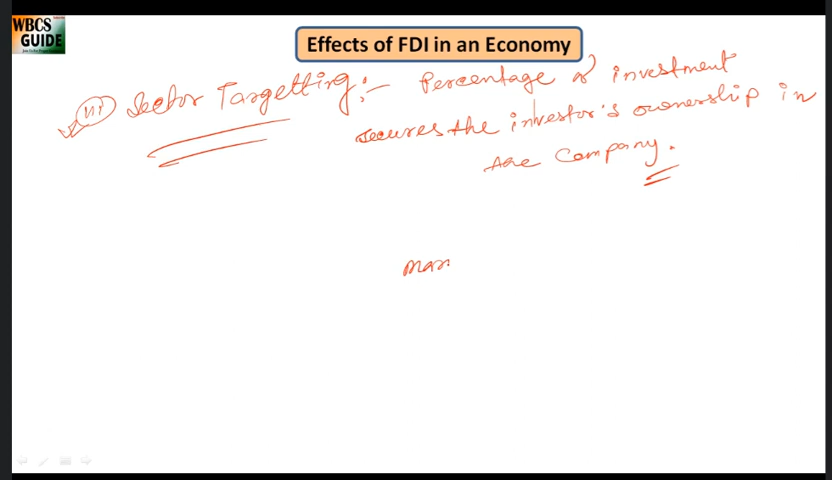 WBCS
GUIDE
Effects of FDI in an Economy
Sector Targetting:- Percentage of investment
secures the investor's ownership in
the company.